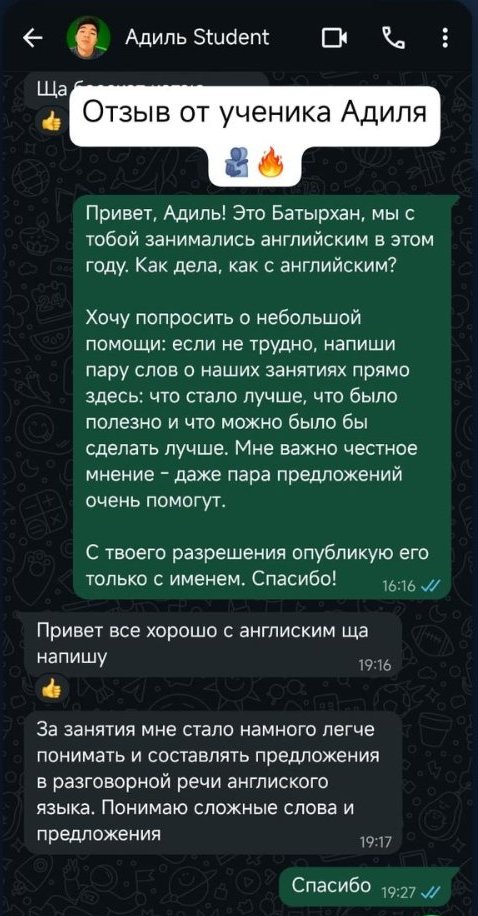 Адиль Student
Ща
Отзыв от ученика Адиля
Привет, Адиль! Это Батырхан, мы с
тобой занимались английским в этом
году. Как дела, как с английским?
Хочу попросить о небольшой
помощи: если не трудно, напиши
пару слов о наших занятиях прямо
здесь: что стало лучше, что было
полезно и что можно было бы
сделать лучше. Мне важно честное
мнение - даже пара предложений
очень помогут.
С твоего разрешения опубликую его
только с именем. Спасибо!
16:16
Привет все хорошо с англиским ща
напишу
19:16
За занятия мне стало намного легче
понимать и составлять предложения
в разговорной речи англиского
языка. Понимаю сложные слова и
предложения
19:17
Спасибо 19:27